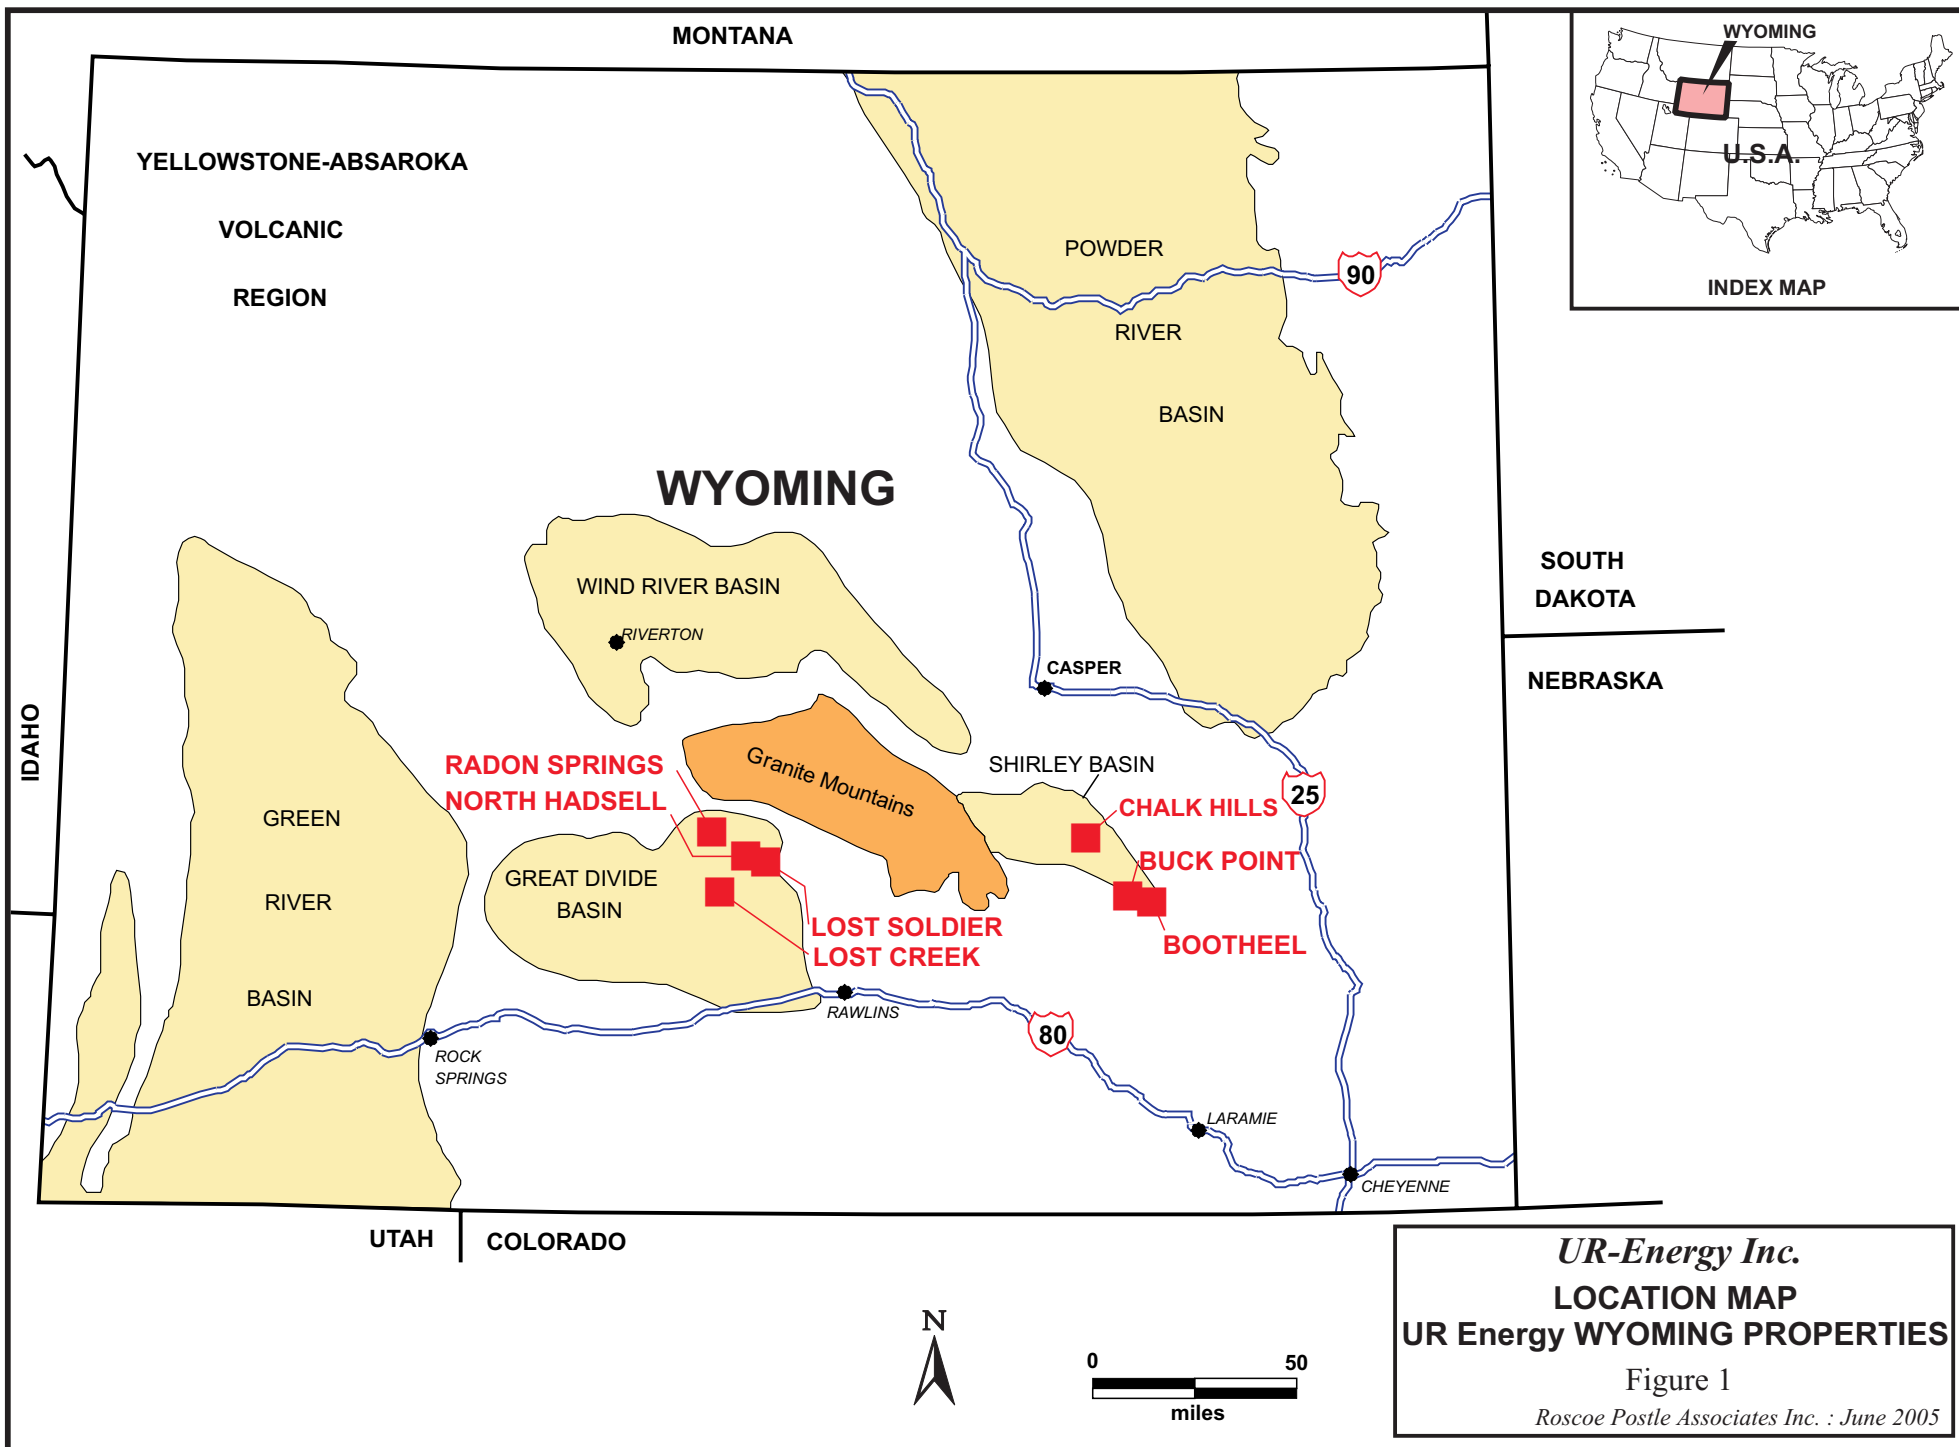 MONTANA
WYOMING
U.S.A.
INDEX MAP
YELLOWSTONE-ABSAROKA
VOLCANIC
REGION
POWDER
RIVER
BASIN
90
WYOMING
SOUTH
DAKOTA
NEBRASKA
WIND RIVER BASIN
RIVERTON
CASPER
IDAHO
RADON SPRINGS
NORTH HADSELL
Granite Mountains
SHIRLEY BASIN
CHALK HILLS
25
BUCK POINT
BOOTHEEL
GREEN
RIVER
BASIN
GREAT DIVIDE
BASIN
LOST SOLDIER
LOST CREEK
RAWLINS
80
ROCK
SPRINGS
LARAMIE
CHEYENNE
UTAH
COLORADO
N
0 50
miles
UR-Energy Inc.
LOCATION MAP
UR Energy WYOMING PROPERTIES
Figure 1
Roscoe Postle Associates Inc. : June 2005